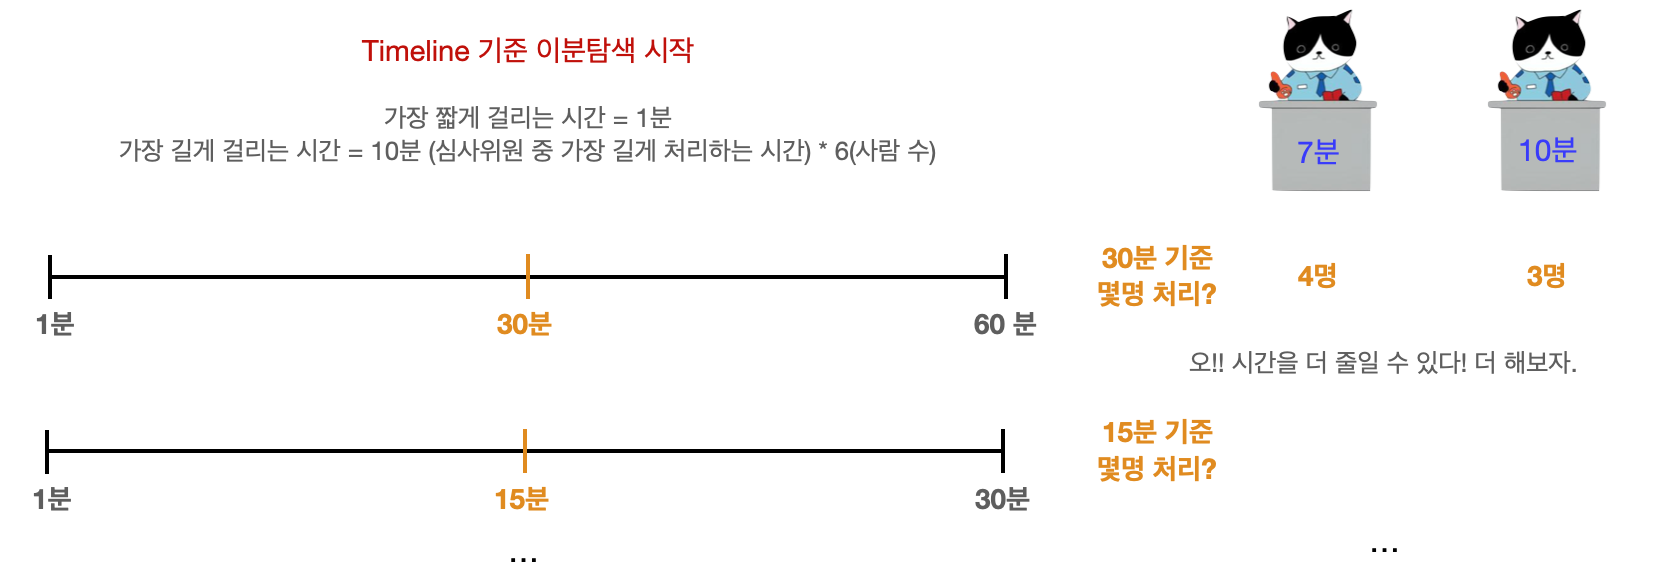 Timeline 기준 이분탐색 시작
가장 짧게 걸리는 시간 = 1분
가장 길게 걸리는 시간 = 10분 (심사위원 중 가장 길게 처리하는 시간) * 6(사람 수)
7분
10분
1분
30분
60 분
30분 기준
몇명 처리?
4명
3명
오!! 시간을 더 줄일 수 있다! 더 해보자.
1분
15분
30분
15분 기준
몇명 처리?
...
...